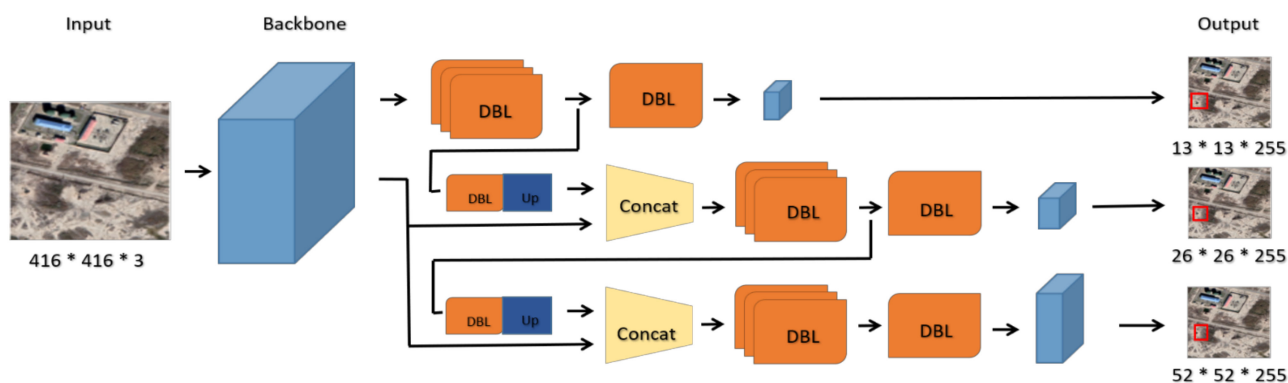 Input
Backbone
Output
DBL
DBL
13 * 13 * 255
DBL
Up
Concat
DBL
DBL
416 * 416 * 3
26 * 26 * 255
DBL
Up
Concat
DBL
DBL
52 * 52 * 255